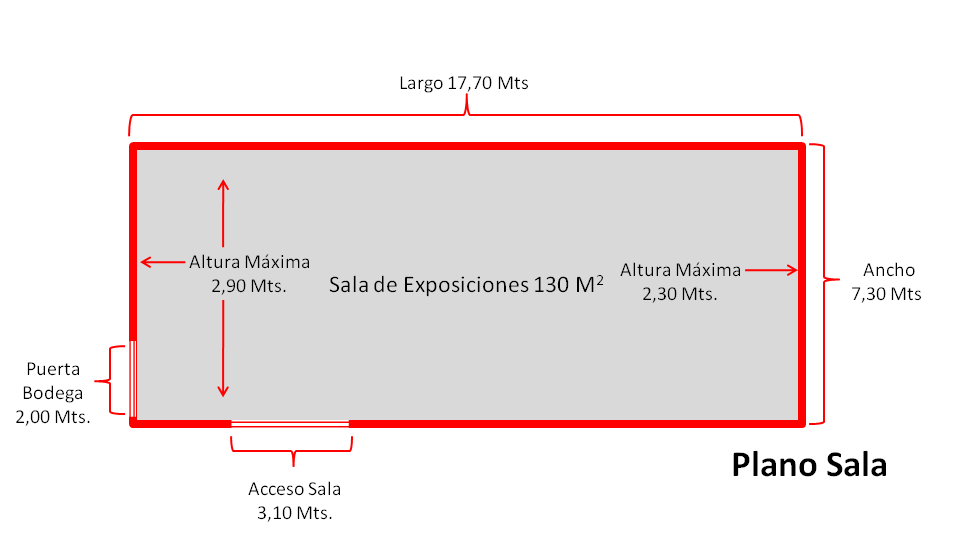 Largo 17,70 Mts
Altura Máxima
2,90 Mts.
Sala de Exposiciones 130 M²
Altura Máxima
2,30 Mts.
Ancho
7,30 Mts
Puerta
Bodega
2,00 Mts.
Plano Sala
Acceso Sala
3,10 Mts.